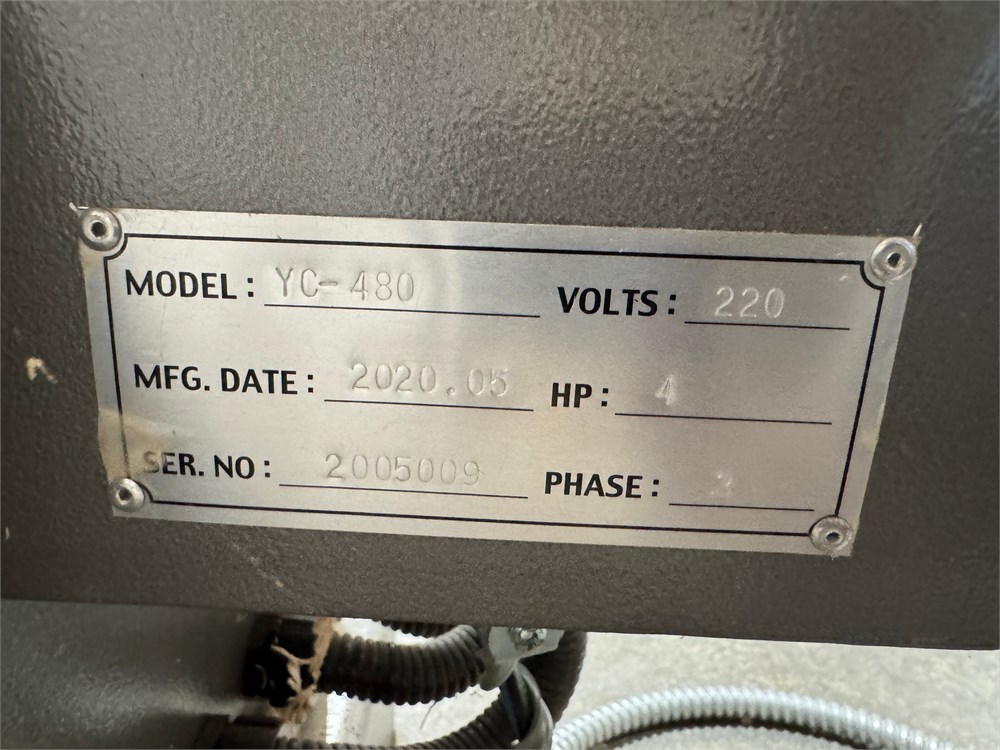 MODEL: YC-480 VOLTS: 220
MFG. DATE: 2020.05 HP: 4
SER. NO: 2005009 PHASE: